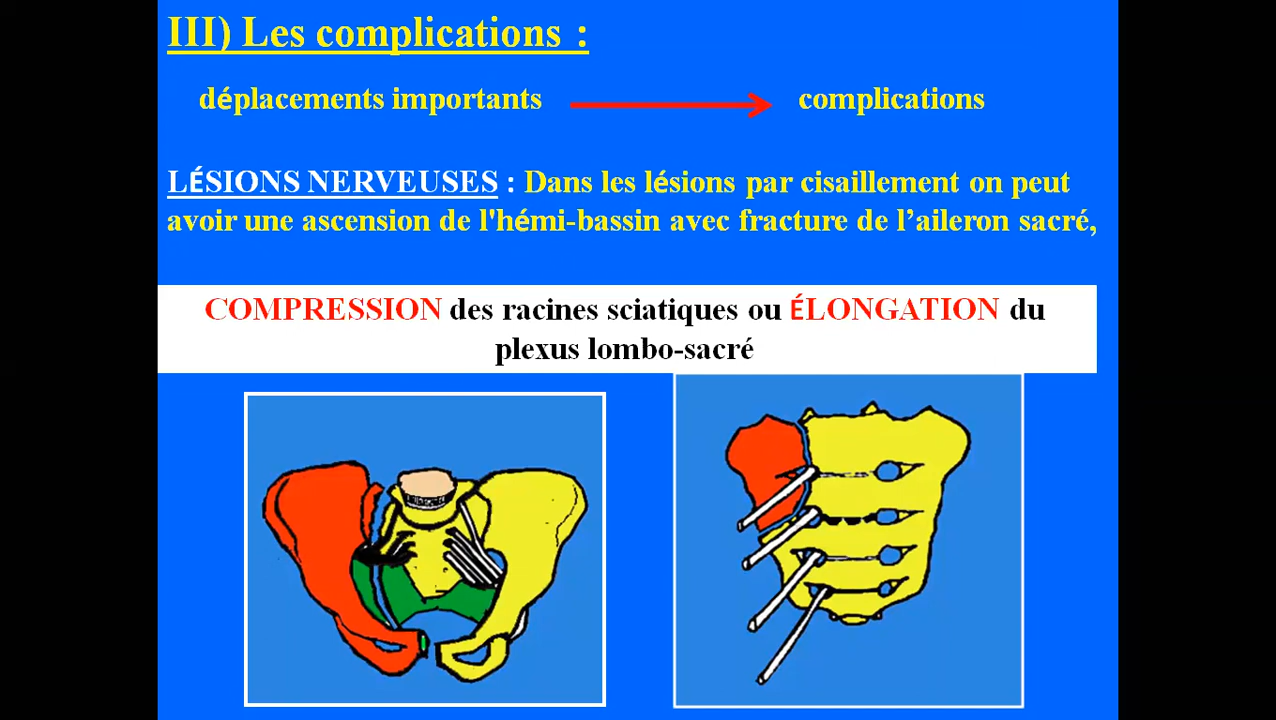 III) Les complications :
déplacements importants complications
LÉSIONS NERVEUSES : Dans les lésions par cisaillement on peut
avoir une ascension de l'hémi-bassin avec fracture de l’aileron sacré,
COMPRESSION des racines sciatiques ou ÉLONGATION du
plexus lombo-sacré